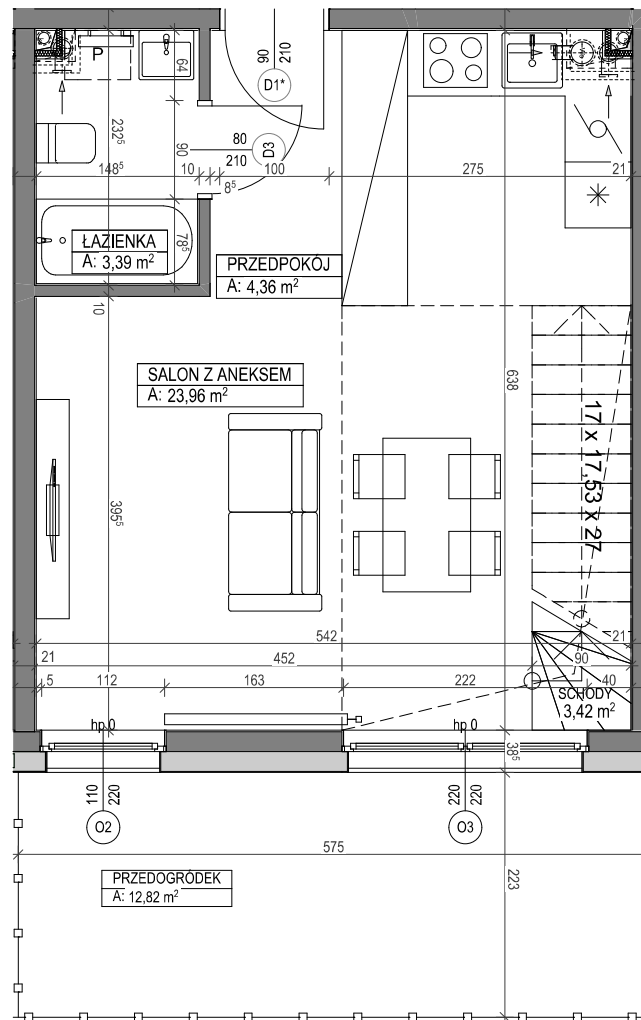 90
210
D1*
P
64
232⁵
80
210
D3
90
148⁵
10
100
275
21
8⁵
78⁵
ŁAZIENKA
A: 3,39 m²
PRZEDPOKÓJ
A: 4,36 m²
10
638
SALON Z ANEKSEM
A: 23,96 m²
17 x 17,53 x 27
395⁵
542
21
21
452
90
5
112
163
222
40
SCHODY
3,42 m²
hp 0
hp 0
38⁵
110
220
O2
220
220
O3
575
223
PRZEDOGRÓDEK
A: 12,82 m²